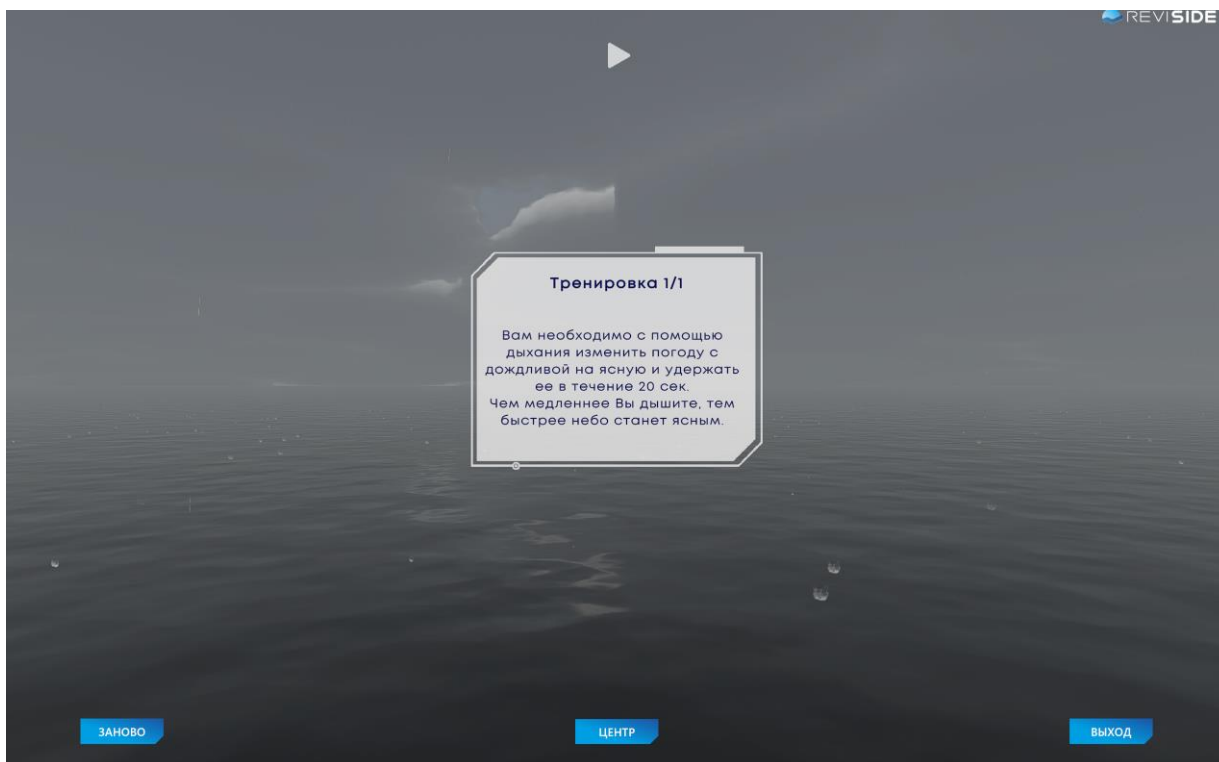 REVISIDE
Тренировка 1/1
Вам необходимо с помощью
дыхания изменить погоду с
дождливой на ясную и удержать
ее в течение 20 сек.
Чем медленнее Вы дышите, тем
быстрее небо станет ясным.
ЗАНОВО
ЦЕНТР
ВЫХОД